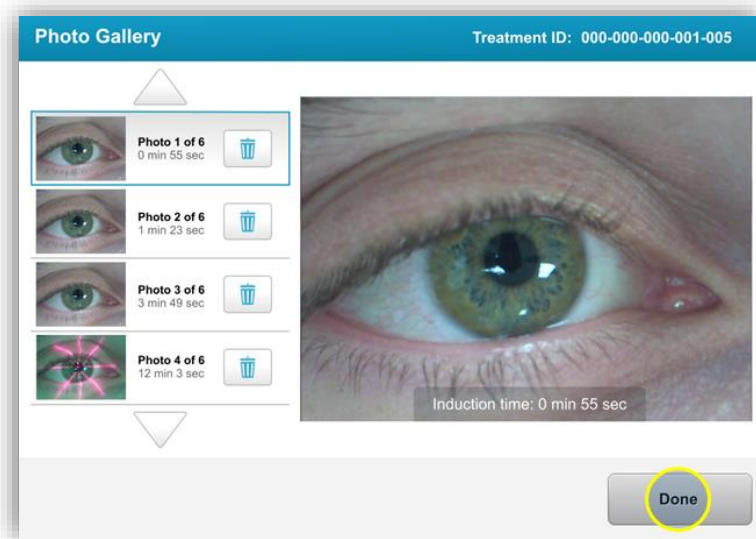 Photo Gallery
Treatment ID: 000-000-000-001-005
Photo 1 of 6
0 min 55 sec
Photo 2 of 6
1 min 23 sec
Photo 3 of 6
3 min 49 sec
Photo 4 of 6
12 min 3 sec
Induction time: 0 min 55 sec
Done